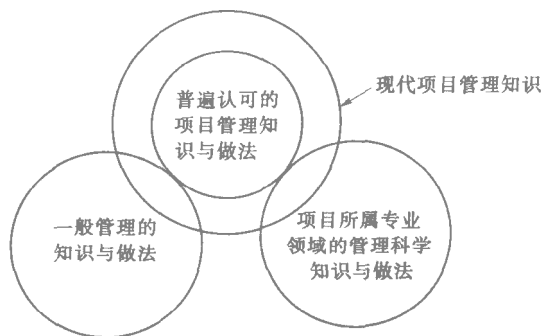 普遍认可的
项目管理知
识与做法
现代项目管理知识
一般管理的
知识与做法
项目所属专业
领域的管理科学
知识与做法